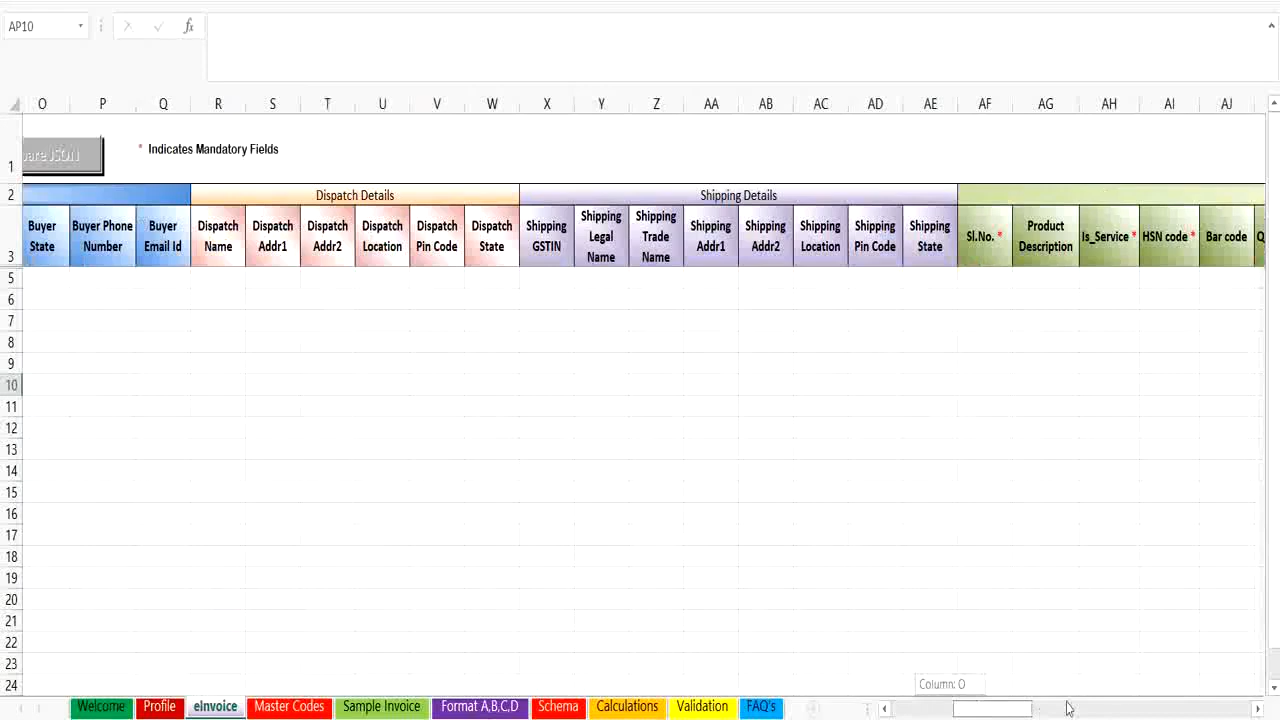 AP10
fx
O P Q R S T U V W X Y Z AA AB AC AD AE AF AG AH AI AJ
1 are JSON * Indicates Mandatory Fields
2 Dispatch Details Shipping Details
3 Buyer State Buyer Phone Number Buyer Email Id Dispatch Name Dispatch Addr1 Dispatch Addr2 Dispatch Location Dispatch Pin Code Dispatch State Shipping GSTIN Shipping Legal Name Shipping Trade Name Shipping Addr1 Shipping Addr2 Shipping Location Shipping Pin Code Shipping State Sl.No. * Product Description Is_Service * HSN code * Bar code Q
5
6
7
8
9
10
11
12
13
14
15
16
17
18
19
20
21
22
23
24
Column: O
Welcome Profile eInvoice Master Codes Sample Invoice Format A,B,C,D Schema Calculations Validation FAQ's